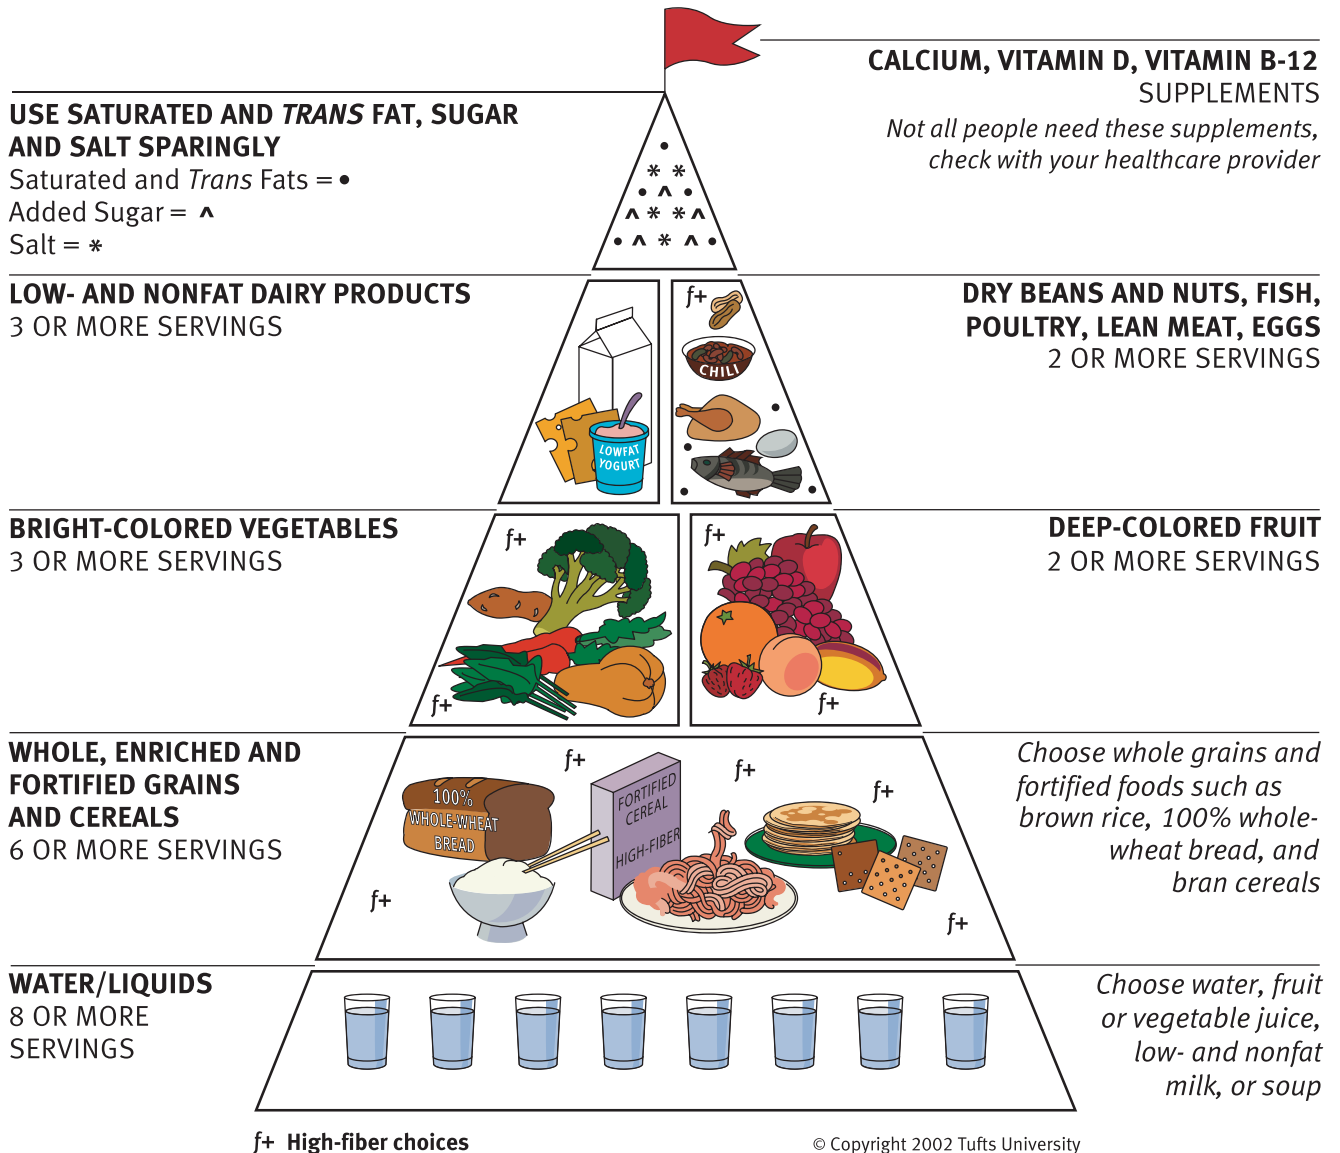 CALCIUM, VITAMIN D, VITAMIN B-12
SUPPLEMENTS
Not all people need these supplements,
check with your healthcare provider
USE SATURATED AND TRANS FAT, SUGAR
AND SALT SPARINGLY
Saturated and Trans Fats = •
Added Sugar = ^
Salt = *
•
* *
• ^ •
^ * * ^
• ^ * ^ •
LOW- AND NONFAT DAIRY PRODUCTS
3 OR MORE SERVINGS
LOWFAT
YOGURT
f+
CHILI
DRY BEANS AND NUTS, FISH,
POULTRY, LEAN MEAT, EGGS
2 OR MORE SERVINGS
BRIGHT-COLORED VEGETABLES
3 OR MORE SERVINGS
f+
f+
f+
f+
DEEP-COLORED FRUIT
2 OR MORE SERVINGS
WHOLE, ENRICHED AND
FORTIFIED GRAINS
AND CEREALS
6 OR MORE SERVINGS
f+
f+
f+
100%
WHOLE-WHEAT
BREAD
FORTIFIED
CEREAL
HIGH-FIBER
f+
f+
Choose whole grains and
fortified foods such as
brown rice, 100% whole-
wheat bread, and
bran cereals
WATER/LIQUIDS
8 OR MORE
SERVINGS
Choose water, fruit
or vegetable juice,
low- and nonfat
milk, or soup
f+ High-fiber choices
© Copyright 2002 Tufts University